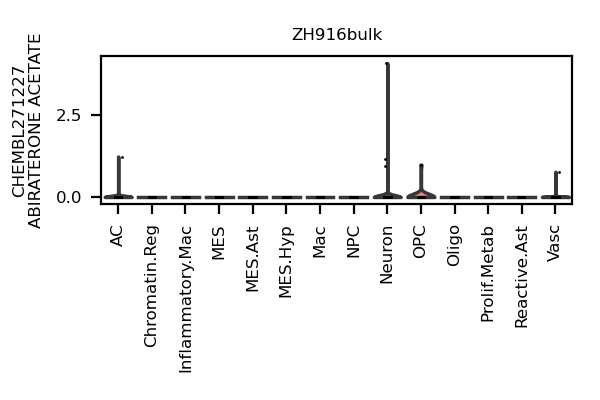 ZH916bulk
CHEMBL271227
ABIRATERONE ACETATE
2.5
0.0
AC
Chromatin.Reg
Inflammatory.Mac
MES
MES.Ast
MES.Hyp
Mac
NPC
Neuron
OPC
Oligo
Prolif.Metab
Reactive.Ast
Vasc